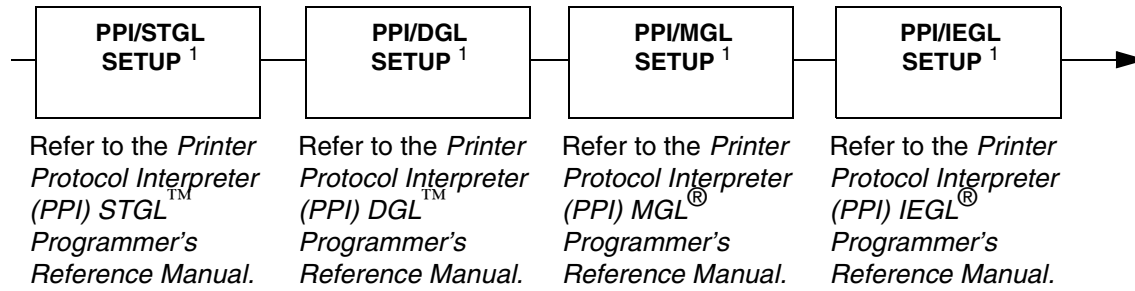 PPI/STGL
SETUP 1
PPI/DGL
SETUP 1
PPI/MGL
SETUP 1
PPI/IEGL
SETUP 1
Refer to the Printer
Protocol Interpreter
(PPI) STGL™
Programmer's
Reference Manual.
Refer to the Printer
Protocol Interpreter
(PPI) DGL™
Programmer's
Reference Manual.
Refer to the Printer
Protocol Interpreter
(PPI) MGL®
Programmer's
Reference Manual.
Refer to the Printer
Protocol Interpreter
(PPI) IEGL®
Programmer's
Reference Manual.